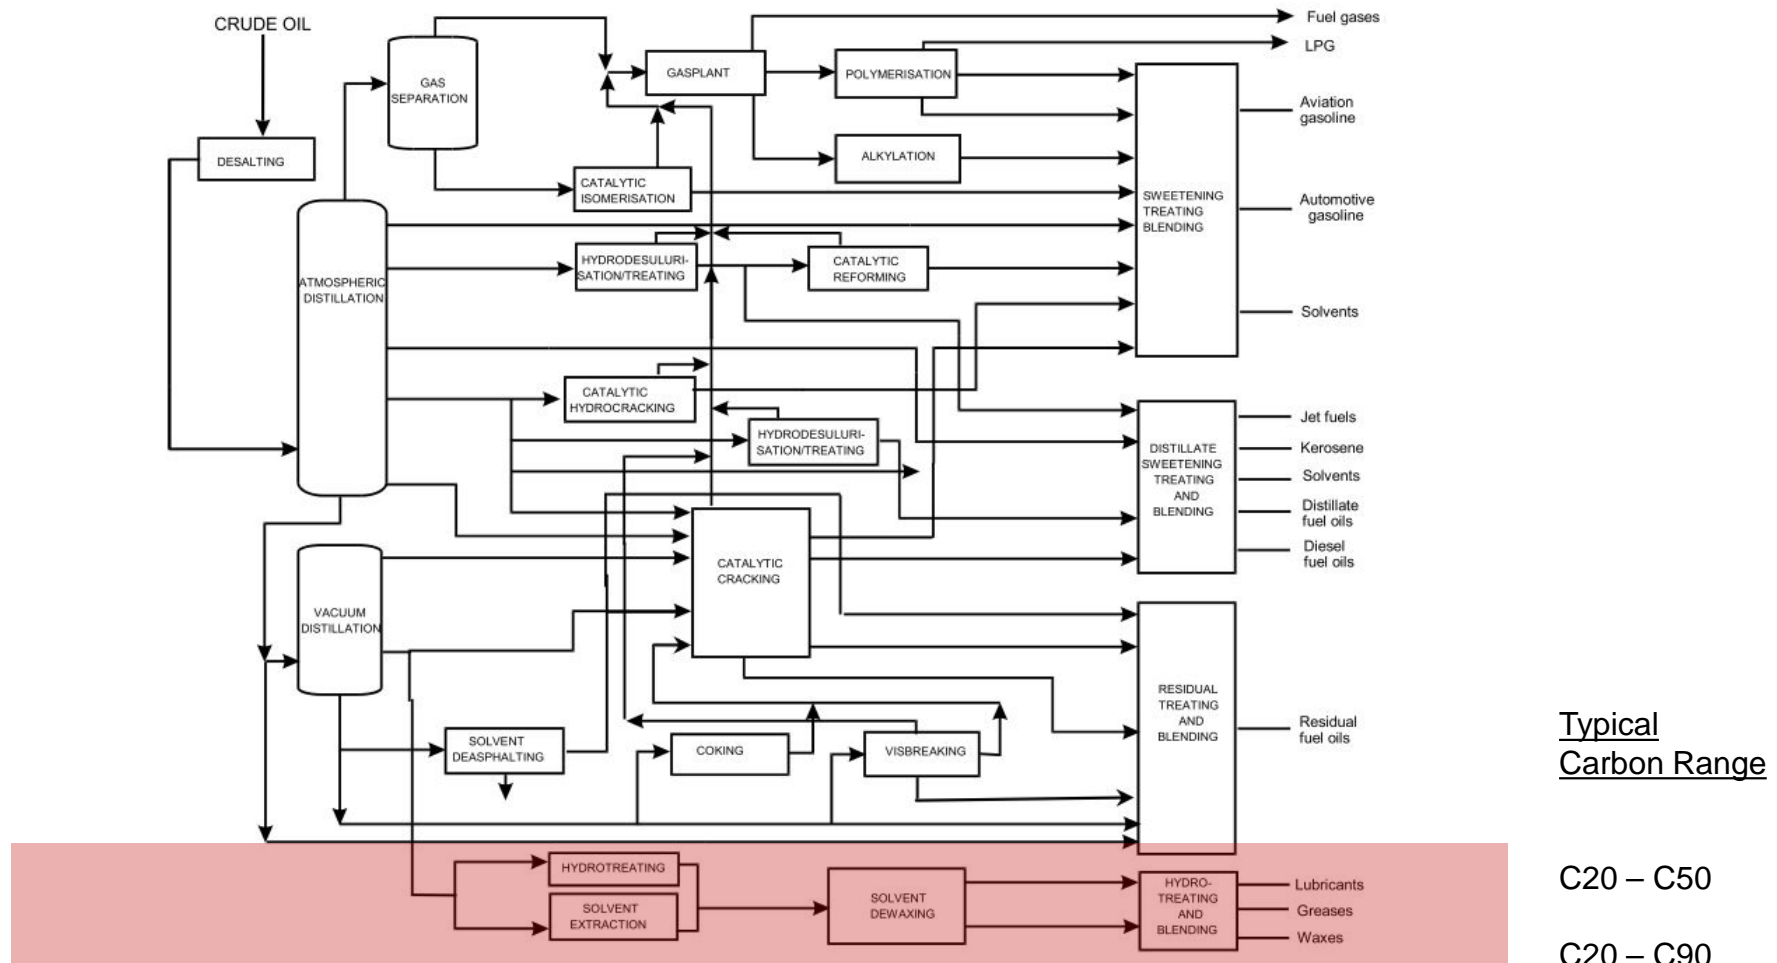 CRUDE OIL
DESALTING
GAS
SEPARATION
GASPLANT
POLYMERISATION
ALKYLATION
CATALYTIC
ISOMERISATION
ATMOSPHERIC
DISTILLATION
HYDRODESULURI-
SATION/TREATING
CATALYTIC
REFORMING
SWEETENING
TREATING
BLENDING
Fuel gases
LPG
Aviation
gasoline
Automotive
gasoline
Solvents
CATALYTIC
HYDROCRACKING
HYDRODESULURI-
SATION/TREATING
DISTILLATE
SWEETENING
TREATING
AND
BLENDING
Jet fuels
Kerosene
Solvents
Distillate
fuel oils
Diesel
fuel oils
CATALYTIC
CRACKING
VACUUM
DISTILLATION
SOLVENT
DEASPHALTING
COKING
VISBREAKING
RESIDUAL
TREATING
AND
BLENDING
Residual
fuel oils
Typical
Carbon Range
HYDROTREATING
SOLVENT
EXTRACTION
SOLVENT
DEWAXING
HYDRO-
TREATING
AND
BLENDING
Lubricants
Greases
Waxes
C20 – C50
C20 – C90